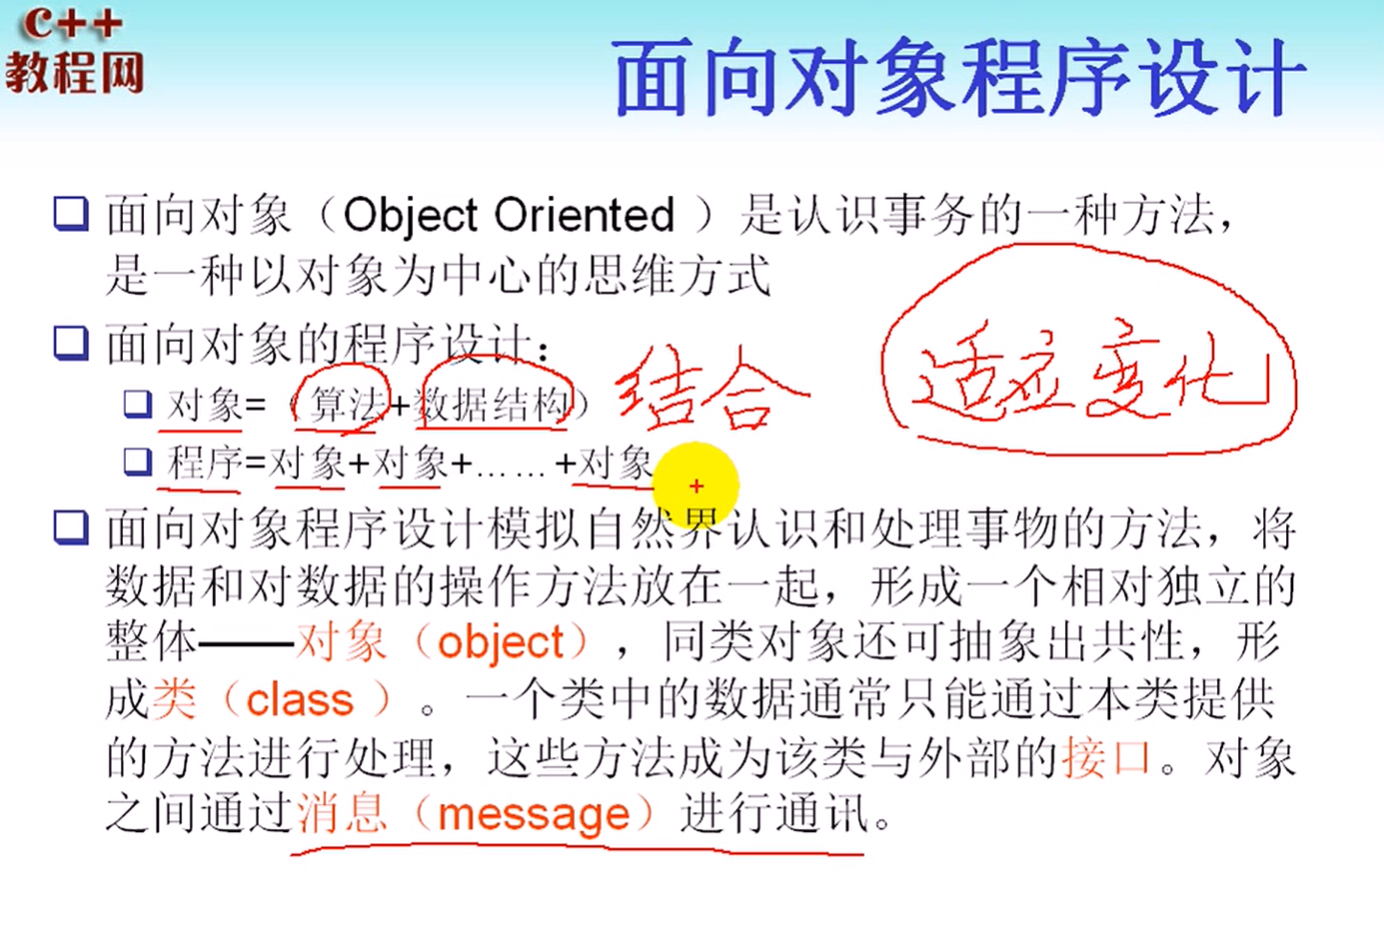 C++
教程网
面向对象程序设计
面向对象（Object Oriented ）是认识事务的一种方法，
是一种以对象为中心的思维方式
面向对象的程序设计：
对象=（算法+数据结构）
结合
适应变化
程序=对象+对象+……+对象
面向对象程序设计模拟自然界认识和处理事物的方法，将
数据和对数据的操作方法放在一起，形成一个相对独立的
整体——对象（object），同类对象还可抽象出共性，形
成类（class ）。一个类中的数据通常只能通过本类提供
的方法进行处理，这些方法成为该类与外部的接口。对象
之间通过消息（message）进行通讯。